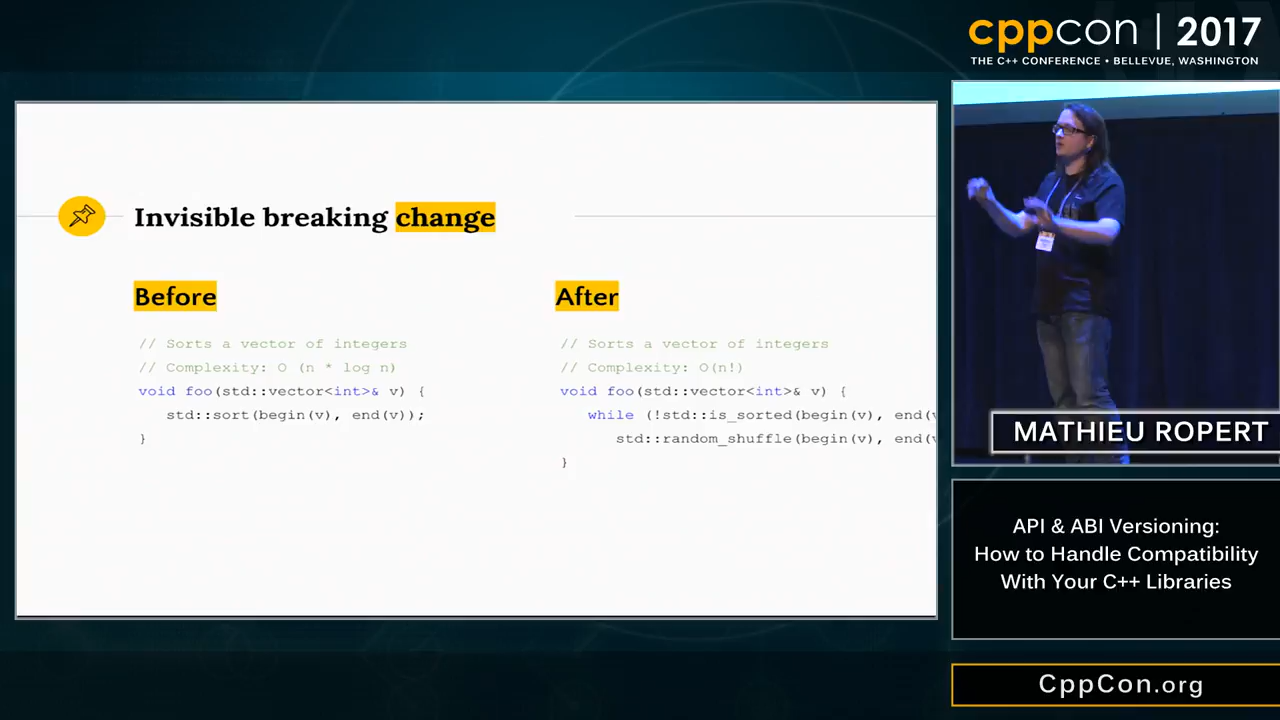 cppcon | 2017
THE C++ CONFERENCE • BELLEVUE, WASHINGTON
Invisible breaking change
Before
// Sorts a vector of integers
// Complexity: O (n * log n)
void foo(std::vector<int>& v) {
std::sort(begin(v), end(v));
}
After
// Sorts a vector of integers
// Complexity: O(n!)
void foo(std::vector<int>& v) {
while (!std::is_sorted(begin(v), end(v
std::random_shuffle(begin(v), end(v
}
MATHIEU ROPERT
API & ABI Versioning:
How to Handle Compatibility
With Your C++ Libraries
CppCon.org